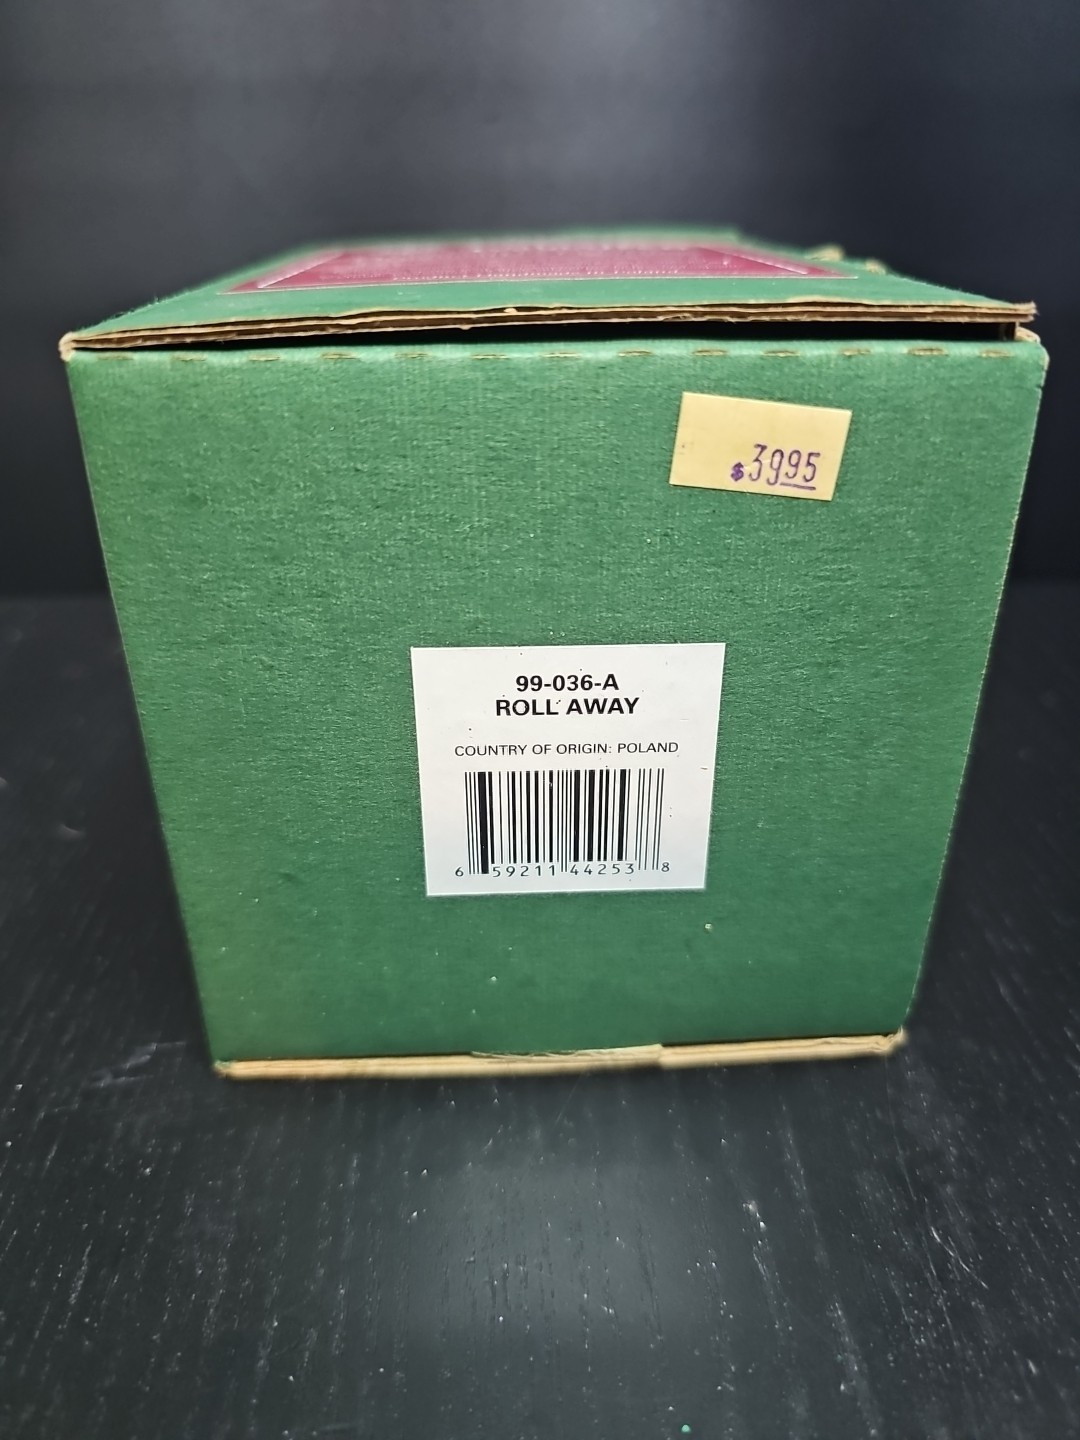 $3995
99-036-A
ROLL AWAY
COUNTRY OF ORIGIN: POLAND
6 59211 44253 8